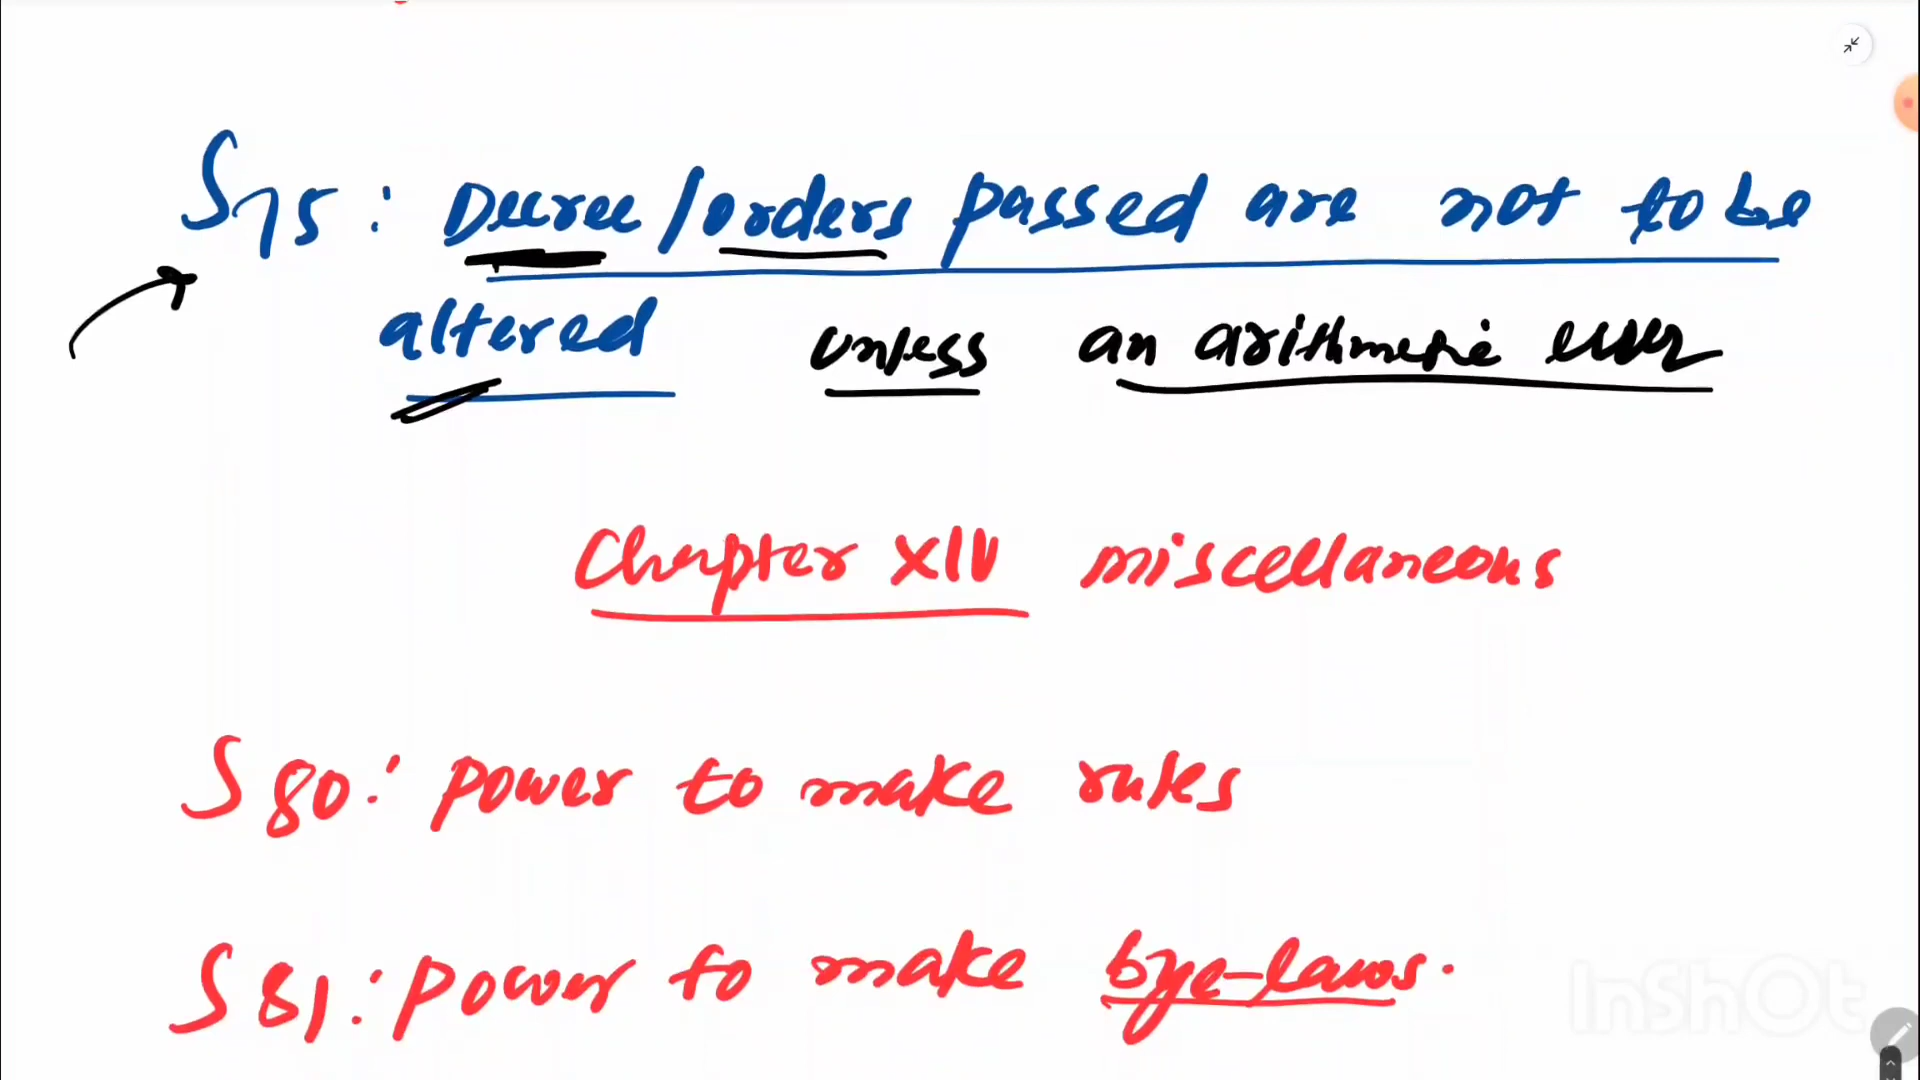 S75: Decree/orders passed are not to be
altered unless an arithmetic error
Chapter XIV miscellaneous
S 80: power to make rules
S 81: power to make bye-laws.
InShOt